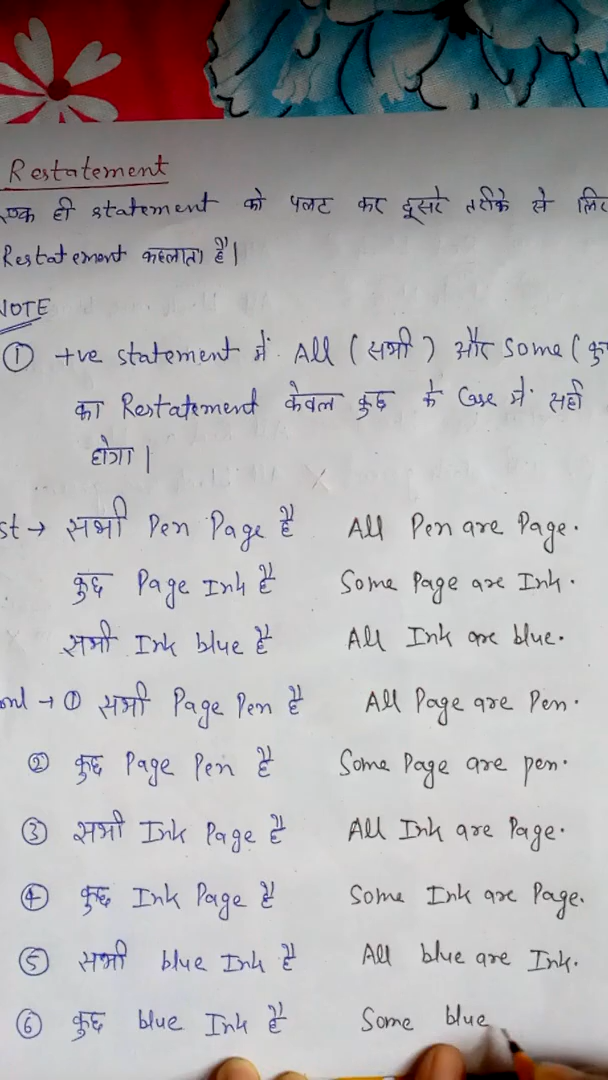 Restatement
एक ही statement को पलट कर दूसरे तरीके से
Restatement कहलाता है।
NOTE
① +ve statement में All (सभी) और Some (
का Restatement केवल कुछ के Case में सही
होगा।
st → सभी Pen Page है All Pen are Page.
कुछ Page Ink है Some Page are Ink.
सभी Ink blue है All Ink are blue.
→ ① सभी Page Pen है All Page are Pen.
② कुछ Page Pen है Some Page are pen.
③ सभी Ink Page है All Ink are Page.
④ कुछ Ink Page है Some Ink are Page.
⑤ सभी blue Ink है All blue are Ink.
⑥ कुछ blue Ink है Some blue